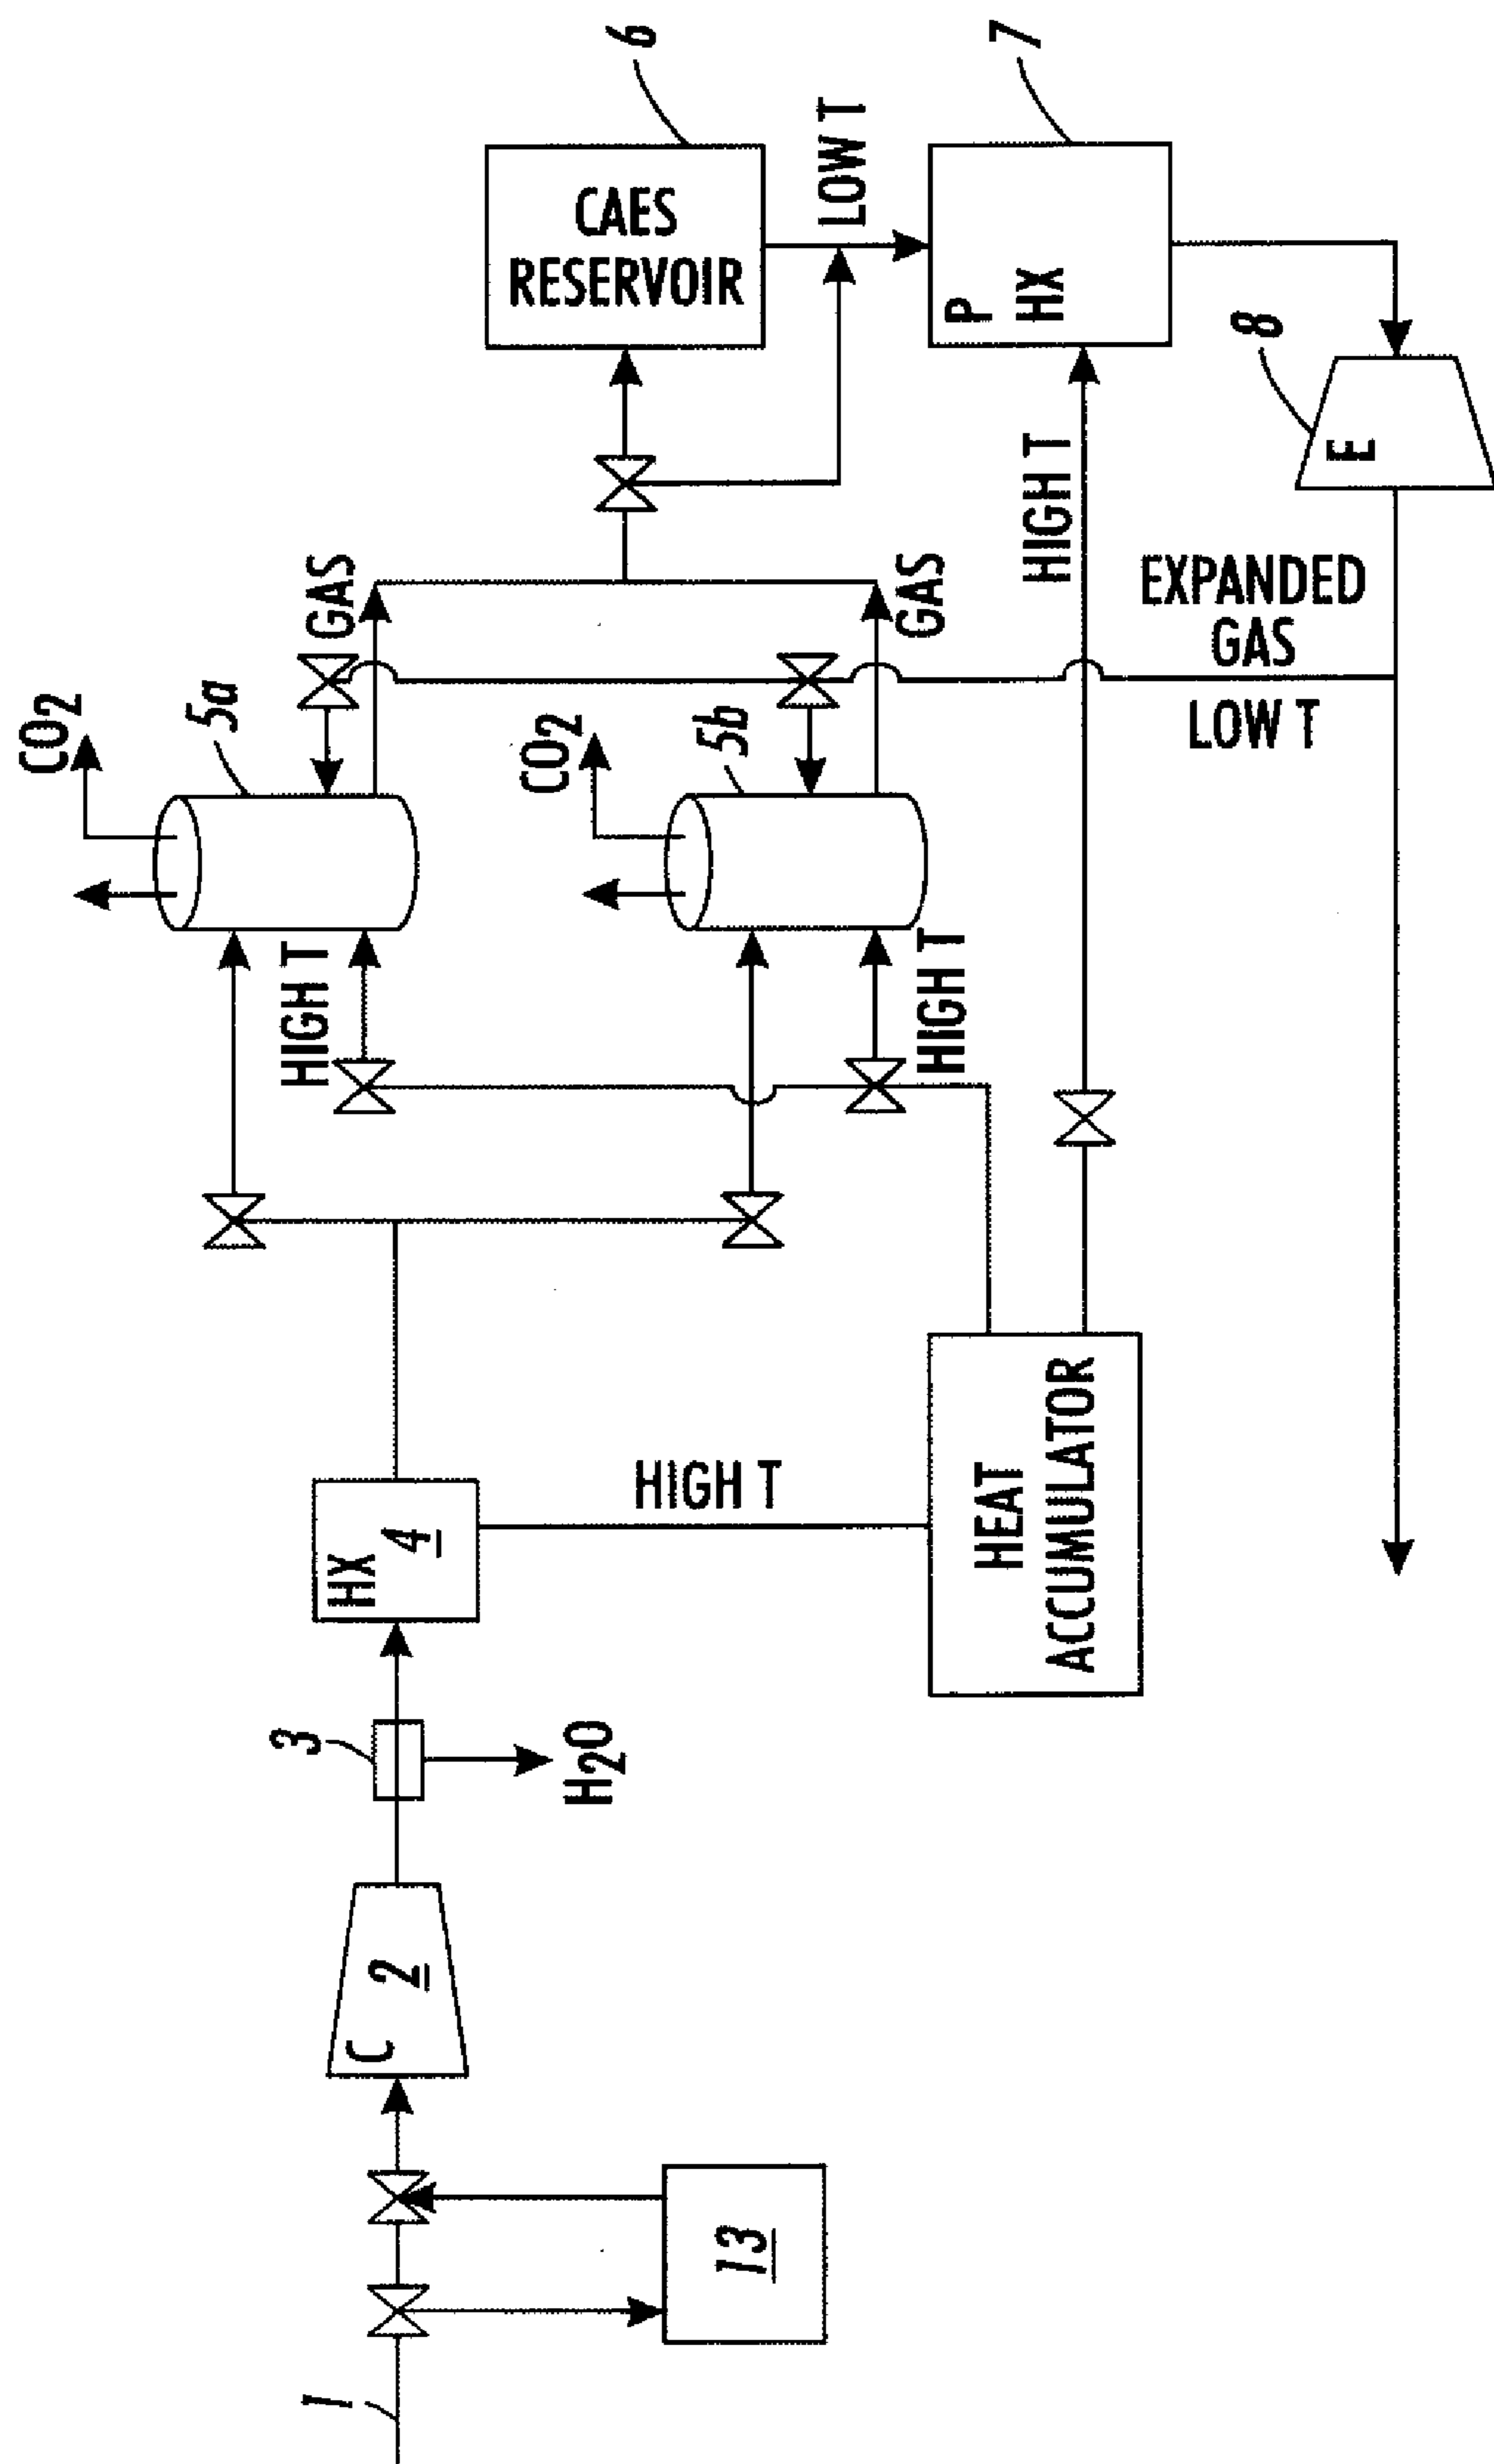 1
13
C 2
3
H2O
HX 4
HIGH T
HEAT
ACCUMULATOR
HIGH T
HIGH T
CO2
5a
CO2
5b
GAS
GAS
HIGH T
EXPANDED
GAS
LOW T
CAES
RESERVOIR
6
LOW T
P
HX
7
8
E